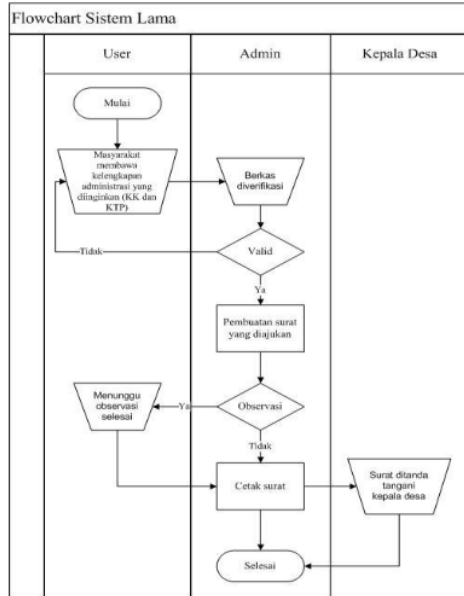 Flowchart Sistem Lama
User
Admin
Kepala Desa
Mulai
Masyarakat
membawa
kelengkapan
administrasi yang
diinginkan (KK dan
KTP)
Berkas
diverifikasi
Valid
Tidak
Ya
Pembuatan surat
yang diajukan
Observasi
Ya
Menunggu
observasi
selesai
Tidak
Cetak surat
Surat ditanda
tangani
kepala desa
Selesai